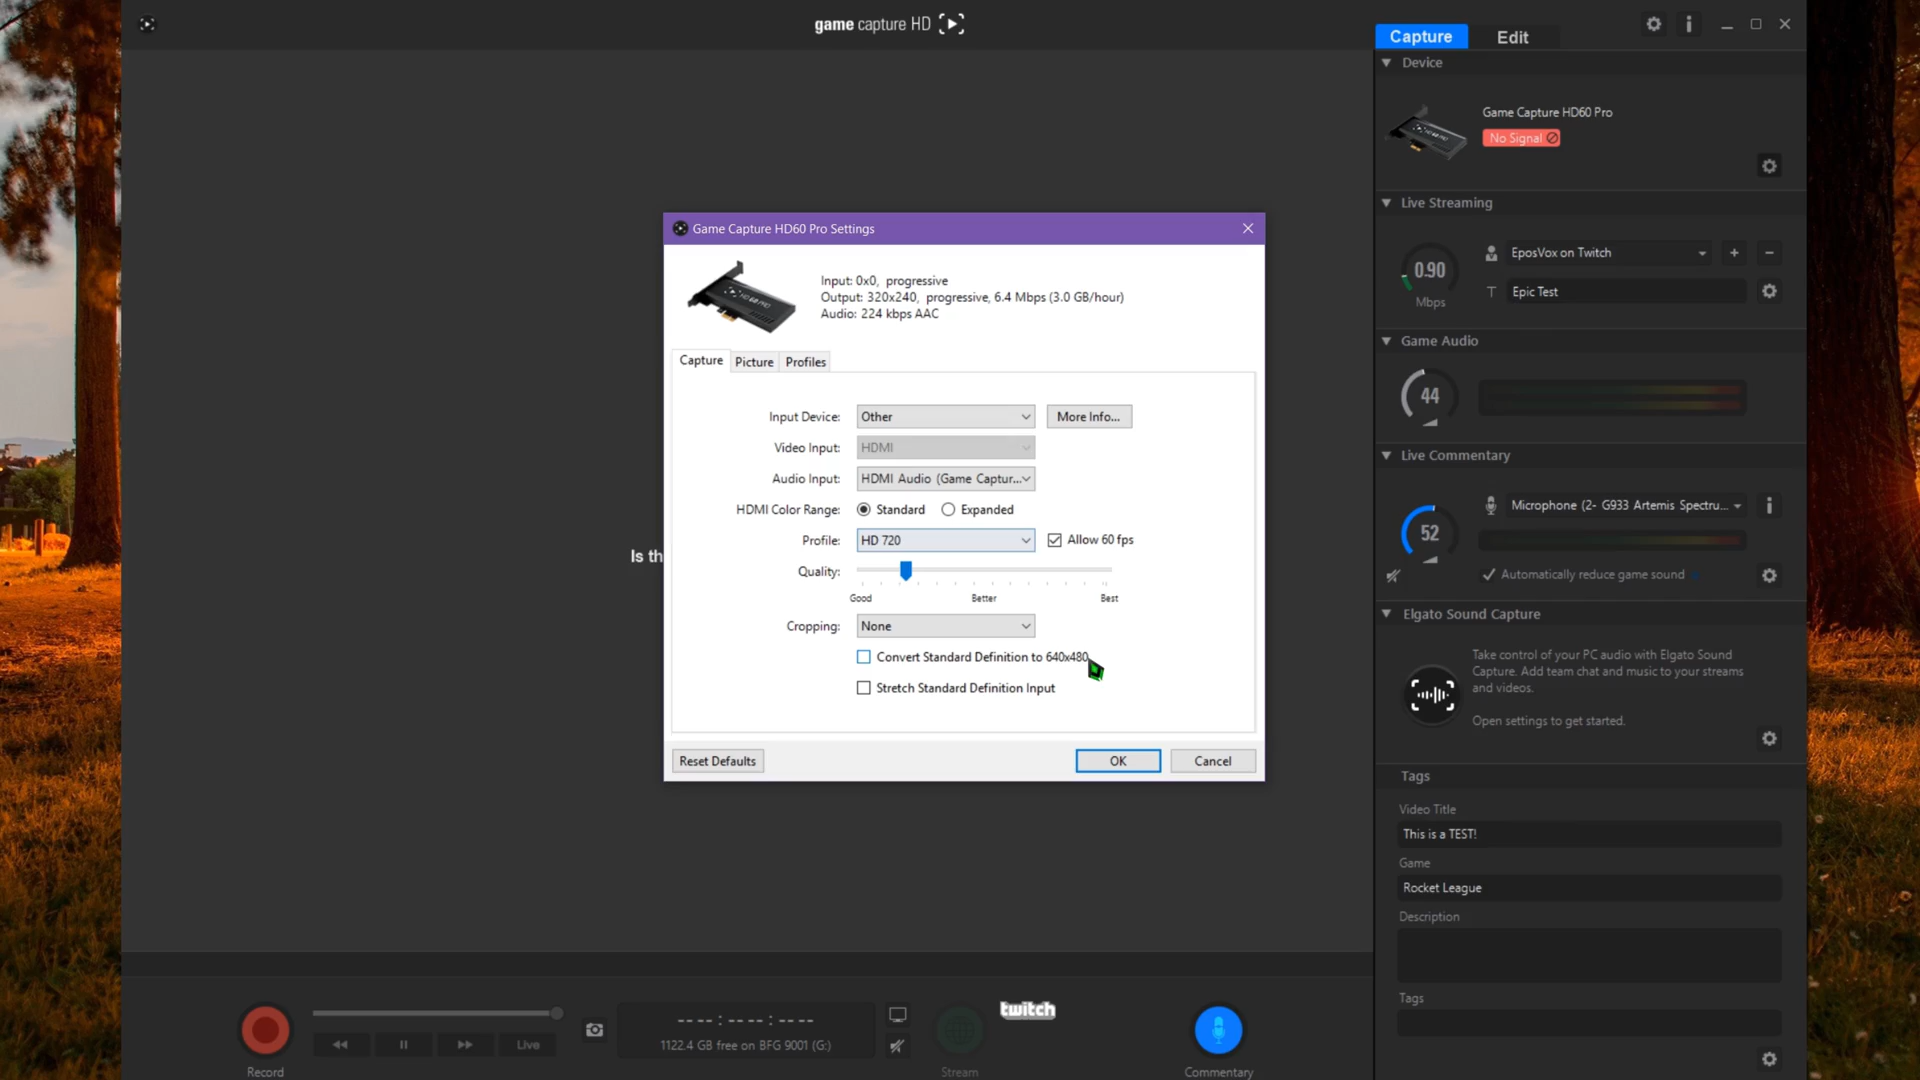 game capture HD
Capture
Edit
Device
Game Capture HD60 Pro
No Signal
Live Streaming
0.90
Mbps
EposVox on Twitch
Epic Test
Game Audio
44
Live Commentary
52
Microphone (2- G933 Artemis Spectru...
Automatically reduce game sound
Elgato Sound Capture
Take control of your PC audio with Elgato Sound
Capture. Add team chat and music to your streams
and videos.
Open settings to get started.
Tags
Video Title
This is a TEST!
Game
Rocket League
Description
Tags
Game Capture HD60 Pro Settings
HD60 PRO
Input: 0x0, progressive
Output: 320x240, progressive, 6.4 Mbps (3.0 GB/hour)
Audio: 224 kbps AAC
Capture
Picture
Profiles
Input Device:
Other
More Info...
Video Input:
HDMI
Audio Input:
HDMI Audio (Game Captur...
HDMI Color Range:
Standard
Expanded
Profile:
HD 720
Allow 60 fps
Quality:
Good
Better
Best
Cropping:
None
Convert Standard Definition to 640x480
Stretch Standard Definition Input
Reset Defaults
OK
Cancel
Is th
Record
Live
-- -- : -- -- : -- --
1122.4 GB free on BFG 9001 (G:)
Stream
twitch
Commentary